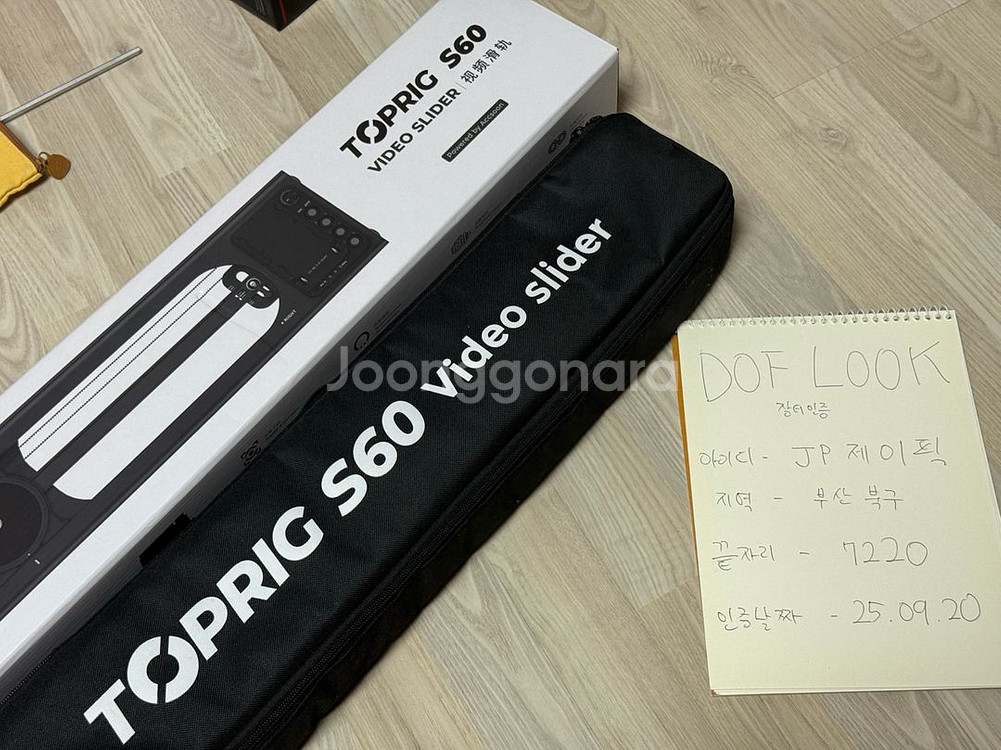 TOPRIG S60
VIDEO SLIDER | 视频滑轨
Powered by Accsoon
RIGHT
TOPRIG S60 Video slider
Joonggonara
DOF LOOK
장터인증
아이디 - JP 제이픽
지역 - 부산 북구
끝자리 - 7220
인증날짜 - 25.09.20